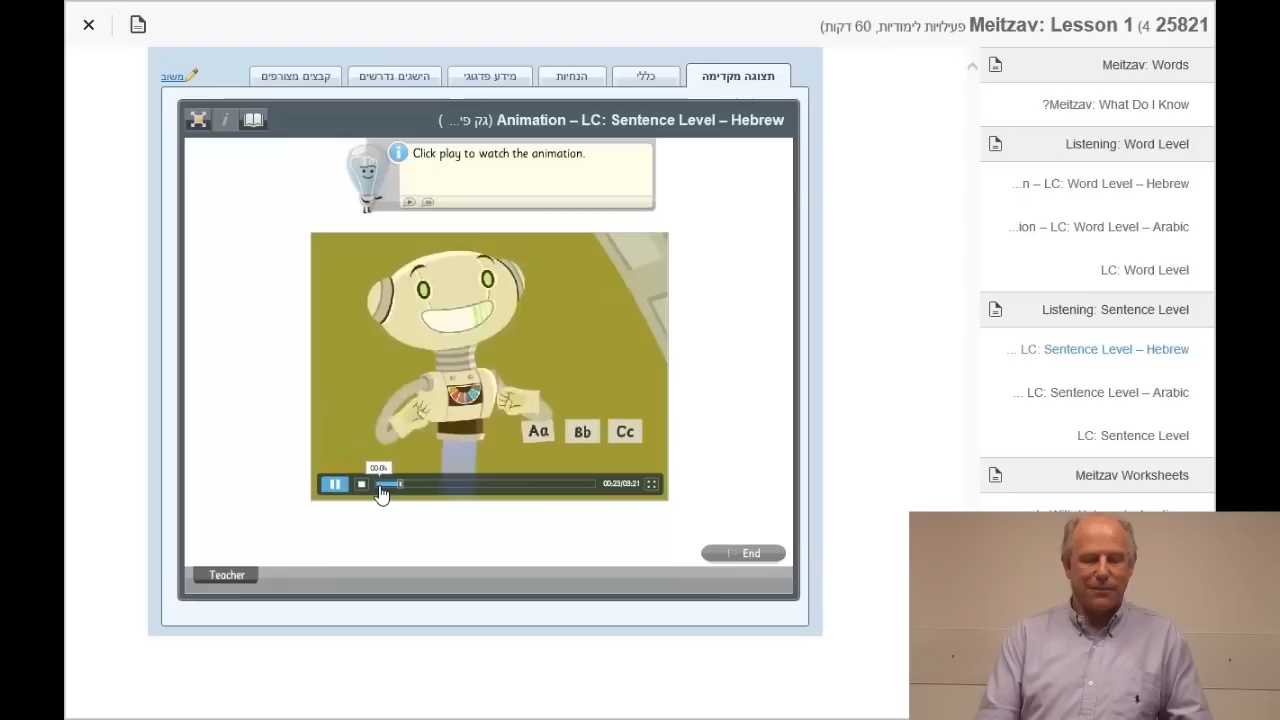 Meitzav: Lesson 1 (4 25821 פעילויות לימודיות, 60 דקות)
משוב
תצוגה מקדימה
כללי
הנחיות
מידע פדגוגי
הישגים נדרשים
קבצים מצורפים
Animation – LC: Sentence Level – Hebrew (גק פי... )
Click play to watch the animation.
Aa Bb Cc
00:04
00:23/03:21
End
Teacher
Meitzav: Words
Meitzav: What Do I Know?
Listening: Word Level
...n – LC: Word Level – Hebrew
...ion – LC: Word Level – Arabic
LC: Word Level
Listening: Sentence Level
... LC: Sentence Level – Hebrew
... LC: Sentence Level – Arabic
LC: Sentence Level
Meitzav Worksheets